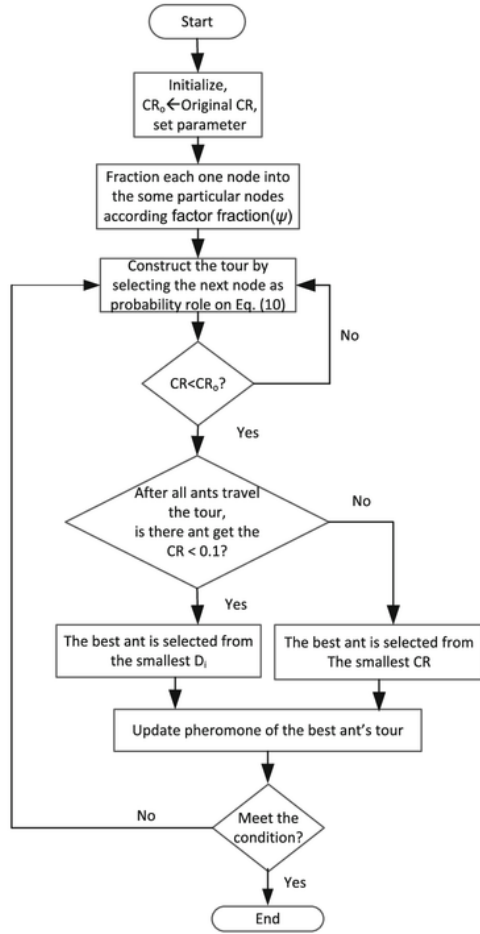 Start
Initialize,
CRₒ←Original CR,
set parameter
Fraction each one node into
the some particular nodes
according factor fraction(ψ)
Construct the tour by
selecting the next node as
probability role on Eq. (10)
No
CR<CRₒ?
Yes
After all ants travel
the tour,
is there ant get the
CR < 0.1?
No
Yes
The best ant is selected from
the smallest Dᵢ
The best ant is selected from
The smallest CR
Update pheromone of the best ant's tour
No
Meet the
condition?
Yes
End